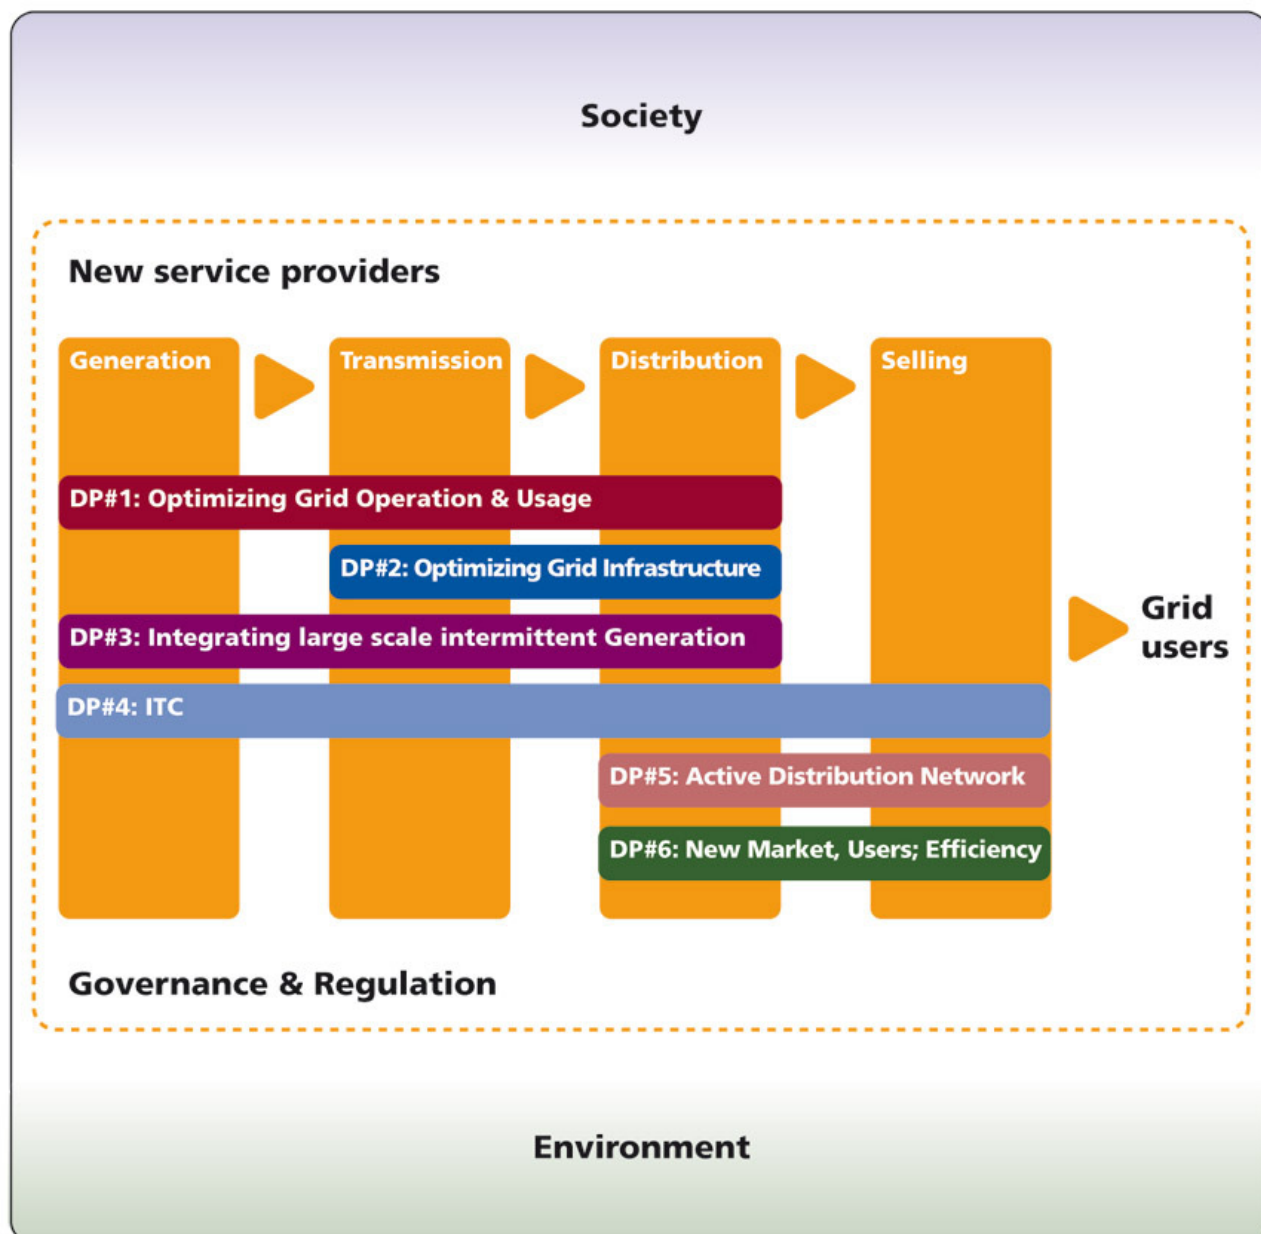 Society
New service providers
Generation
Transmission
Distribution
Selling
DP#1: Optimizing Grid Operation & Usage
DP#2: Optimizing Grid Infrastructure
DP#3: Integrating large scale intermittent Generation
DP#4: ITC
DP#5: Active Distribution Network
DP#6: New Market, Users; Efficiency
Grid
users
Governance & Regulation
Environment